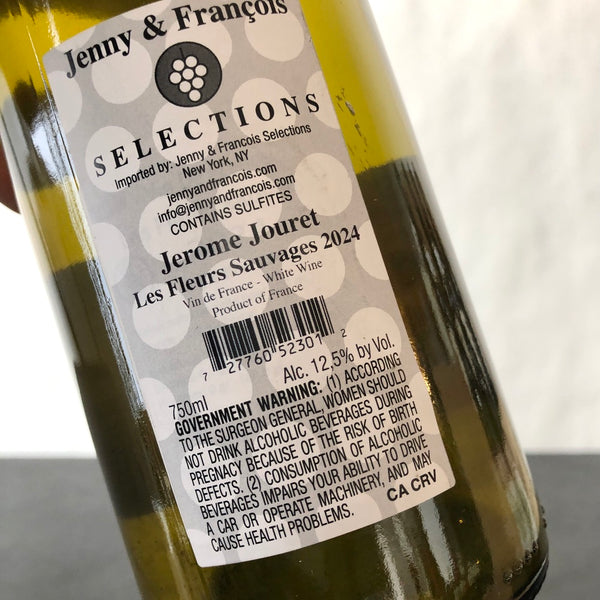 Jenny & François
SELECTIONS
Imported by: Jenny & Francois Selections
New York, NY
jennyandfrancois.com
info@jennyandfrancois.com
CONTAINS SULFITES
Jerome Jouret
Les Fleurs Sauvages 2024
Vin de France - White Wine
Product of France
7 27760 52301 2
750ml Alc. 12,5% by Vol.
GOVERNMENT WARNING: (1) ACCORDING
TO THE SURGEON GENERAL, WOMEN SHOULD
NOT DRINK ALCOHOLIC BEVERAGES DURING
PREGNACY BECAUSE OF THE RISK OF BIRTH
DEFECTS. (2) CONSUMPTION OF ALCOHOLIC
BEVERAGES IMPAIRS YOUR ABILITY TO DRIVE
A CAR OR OPERATE MACHINERY, AND MAY
CAUSE HEALTH PROBLEMS. CA CRV